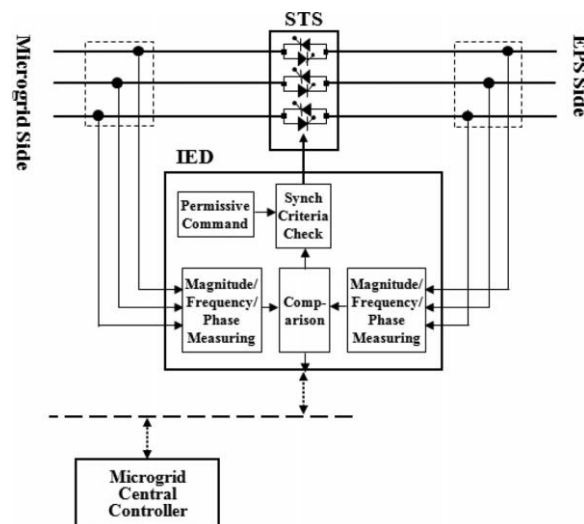 STS
Microgrid Side
EPS Side
IED
Permissive
Command
Synch
Criteria
Check
Magnitude/
Frequency/
Phase
Measuring
Comp-
arison
Magnitude/
Frequency/
Phase
Measuring
Microgrid
Central
Controller